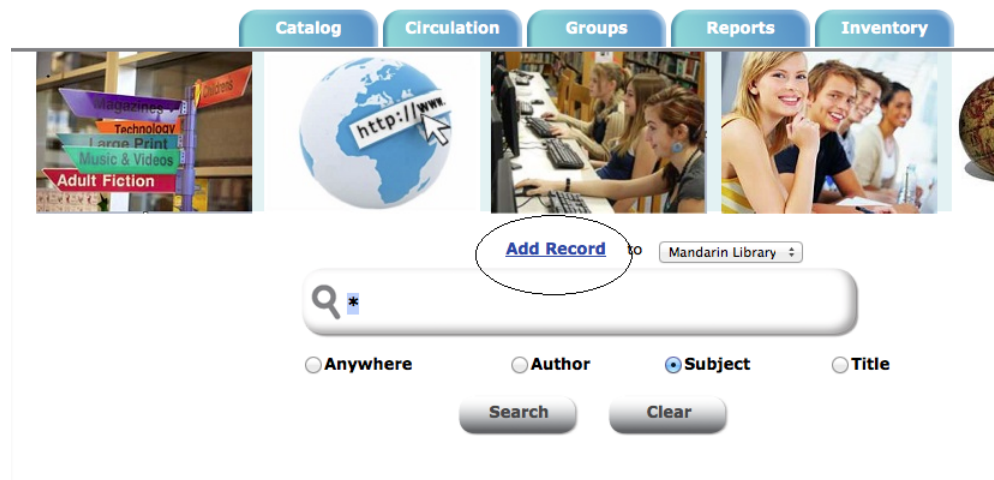 Catalog Circulation Groups Reports Inventory
Magazines
Childrens
Technology
Large Print
Music & Videos
Adult Fiction
http://www.
Add Record to Mandarin Library
*
Anywhere Author Subject Title
Search Clear